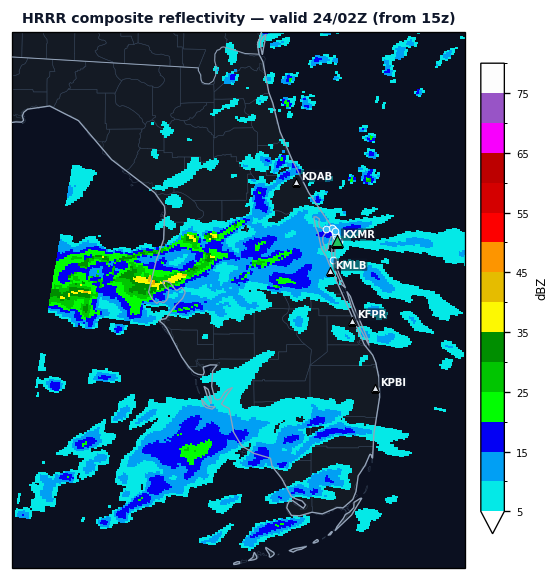 HRRR composite reflectivity — valid 24/02Z (from 15z)
KDAB
KXMR
KMLB
KFPR
KPBI
75
65
55
45
35
25
15
5
dBZ